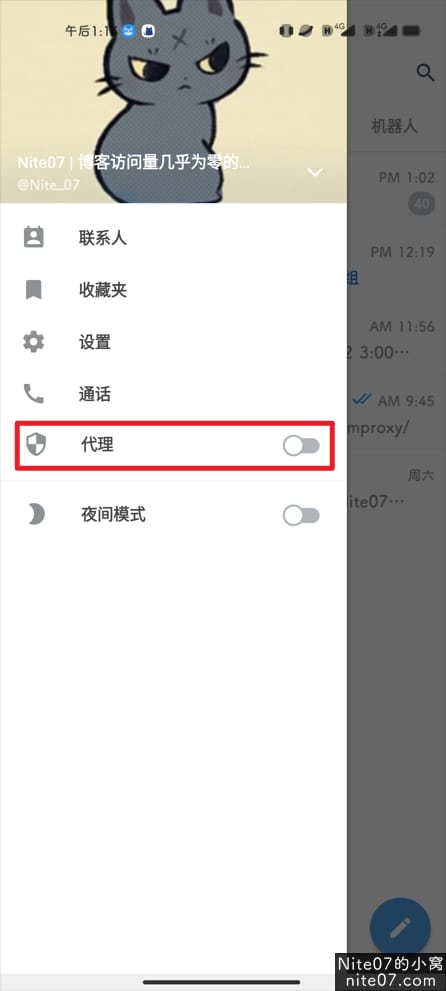 午后1:1
4G
4G
Nite07 | 博客访问量几乎为零的...
@Nite_07
机器人
联系人
PM 1:02
40
收藏夹
PM 12:19
组
设置
AM 11:56
2 3:00…
通话
AM 9:45
mproxy/
代理
周六
ite07…
夜间模式
Nite07的小窝
nite07.com